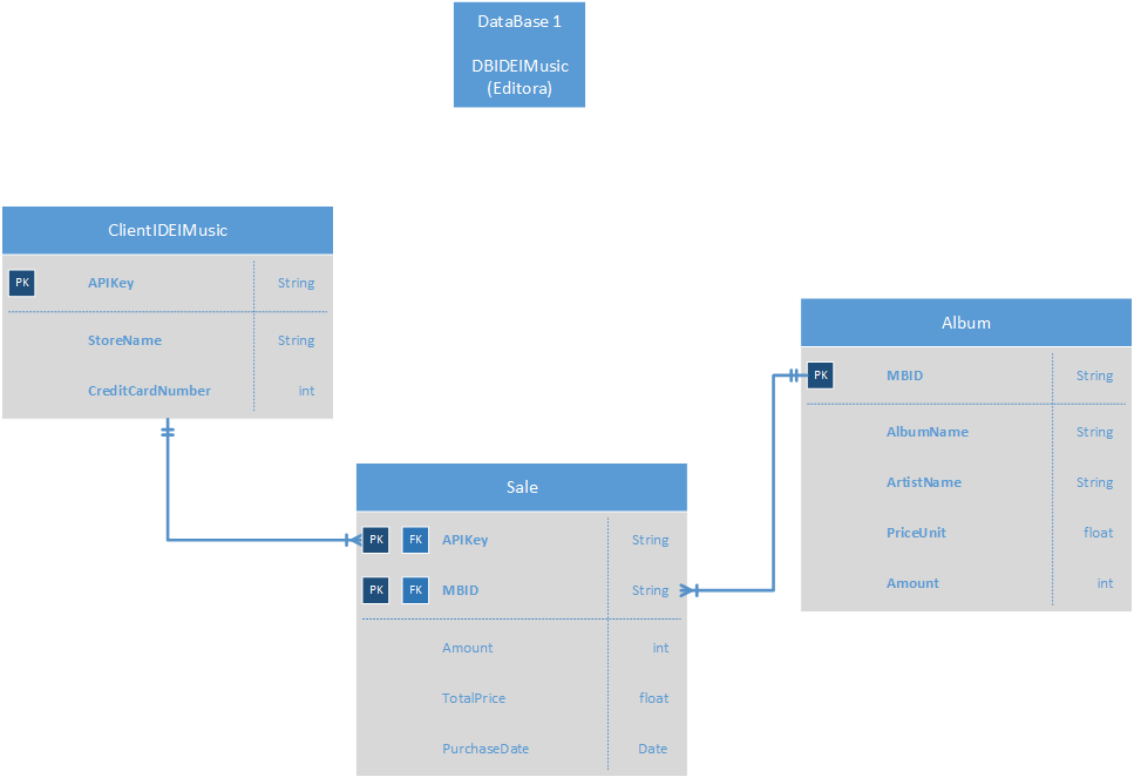 DataBase 1
DBIDEIMusic
(Editora)
ClientIDEIMusic
PK APIKey String
StoreName String
CreditCardNumber int
Album
PK MBID String
AlbumName String
ArtistName String
PriceUnit float
Amount int
Sale
PK FK APIKey String
PK FK MBID String
Amount int
TotalPrice float
PurchaseDate Date